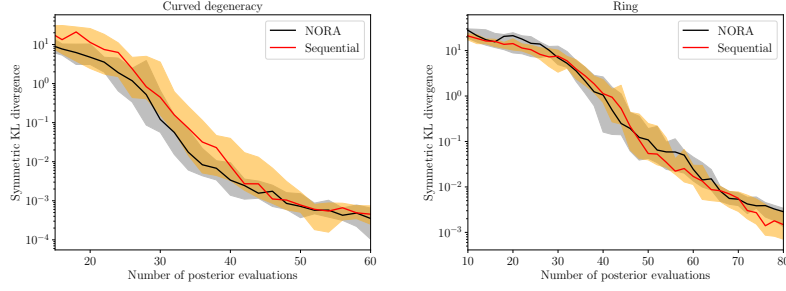 Curved degeneracy
NORA
Sequential
10^1
10^0
10^{-1}
10^{-2}
10^{-3}
10^{-4}
Symmetric KL divergence
20
30
40
50
60
Number of posterior evaluations
Ring
NORA
Sequential
10^1
10^0
10^{-1}
10^{-2}
10^{-3}
Symmetric KL divergence
10
20
30
40
50
60
70
80
Number of posterior evaluations